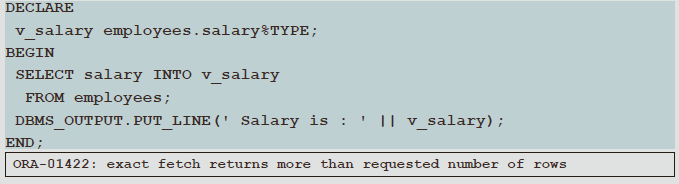 DECLARE
v_salary employees.salary%TYPE;
BEGIN
SELECT salary INTO v_salary
FROM employees;
DBMS_OUTPUT.PUT_LINE(' Salary is : ' || v_salary);
END;
ORA-01422: exact fetch returns more than requested number of rows